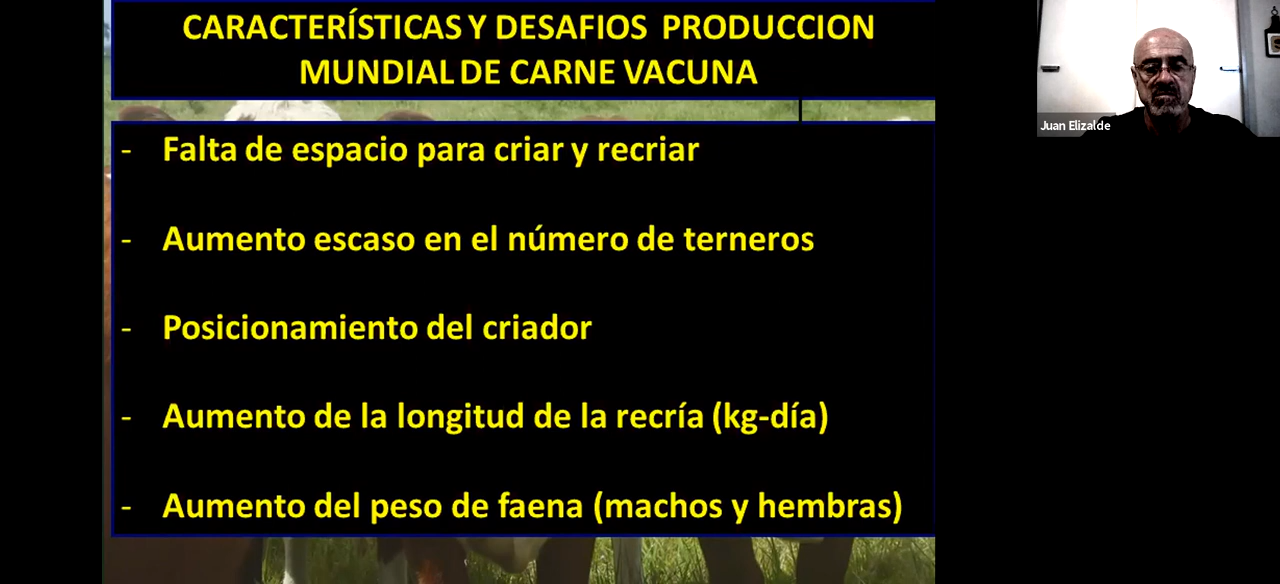 CARACTERÍSTICAS Y DESAFIOS PRODUCCION
MUNDIAL DE CARNE VACUNA
- Falta de espacio para criar y recriar
- Aumento escaso en el número de terneros
- Posicionamiento del criador
- Aumento de la longitud de la recría (kg-día)
- Aumento del peso de faena (machos y hembras)
Juan Elizalde